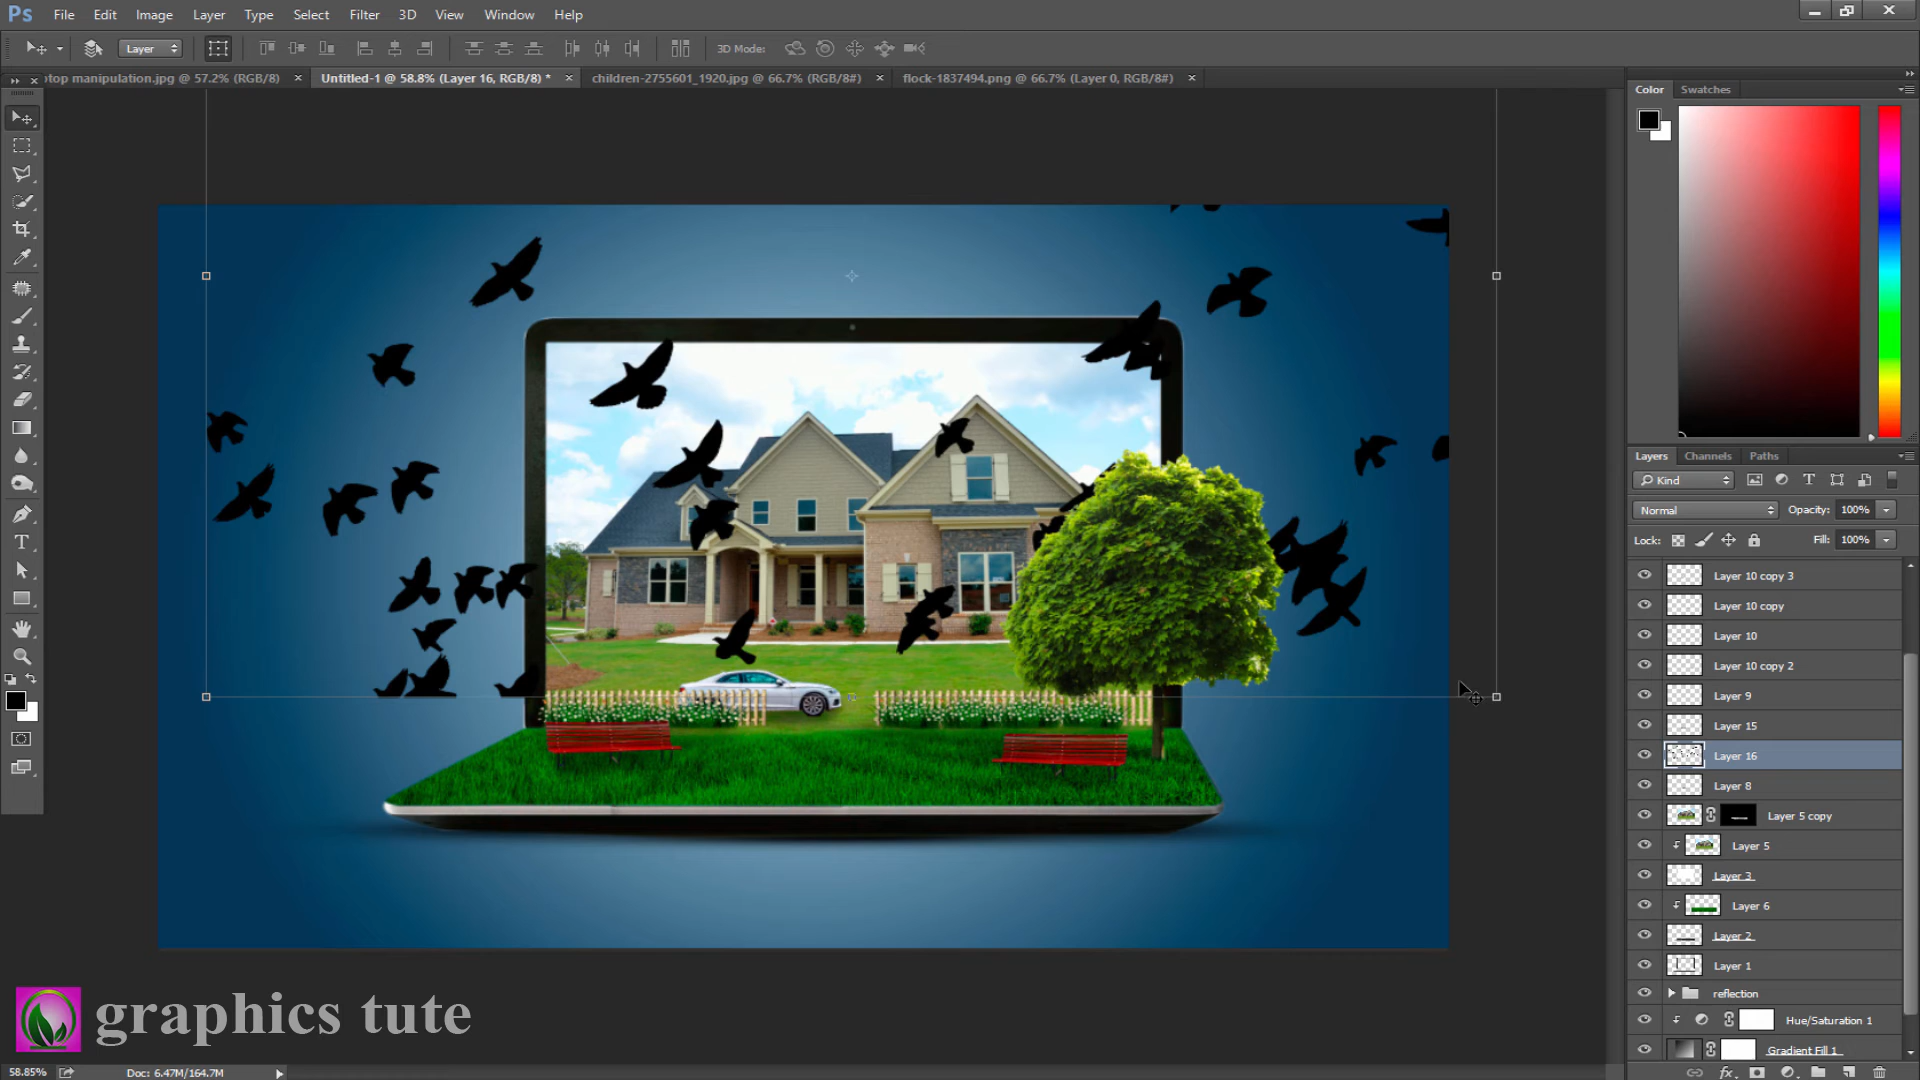 Ps File Edit Image Layer Type Select Filter 3D View Window Help
Layer 3D Mode:
top manipulation.jpg @ 57.2% (RGB/8) × Untitled-1 @ 58.8% (Layer 16, RGB/8) * × children-2755601_1920.jpg @ 66.7% (RGB/8#) × flock-1837494.png @ 66.7% (Layer 0, RGB/8#) ×
Color Swatches
Layers Channels Paths
Kind
Normal Opacity: 100%
Lock: Fill: 100%
Layer 10 copy 3
Layer 10 copy
Layer 10
Layer 10 copy 2
Layer 9
Layer 15
Layer 16
Layer 8
Layer 5 copy
Layer 5
Layer 3
Layer 6
Layer 2
Layer 1
reflection
Hue/Saturation 1
Gradient Fill 1
graphics tute
58.85% Doc: 6.47M/164.7M